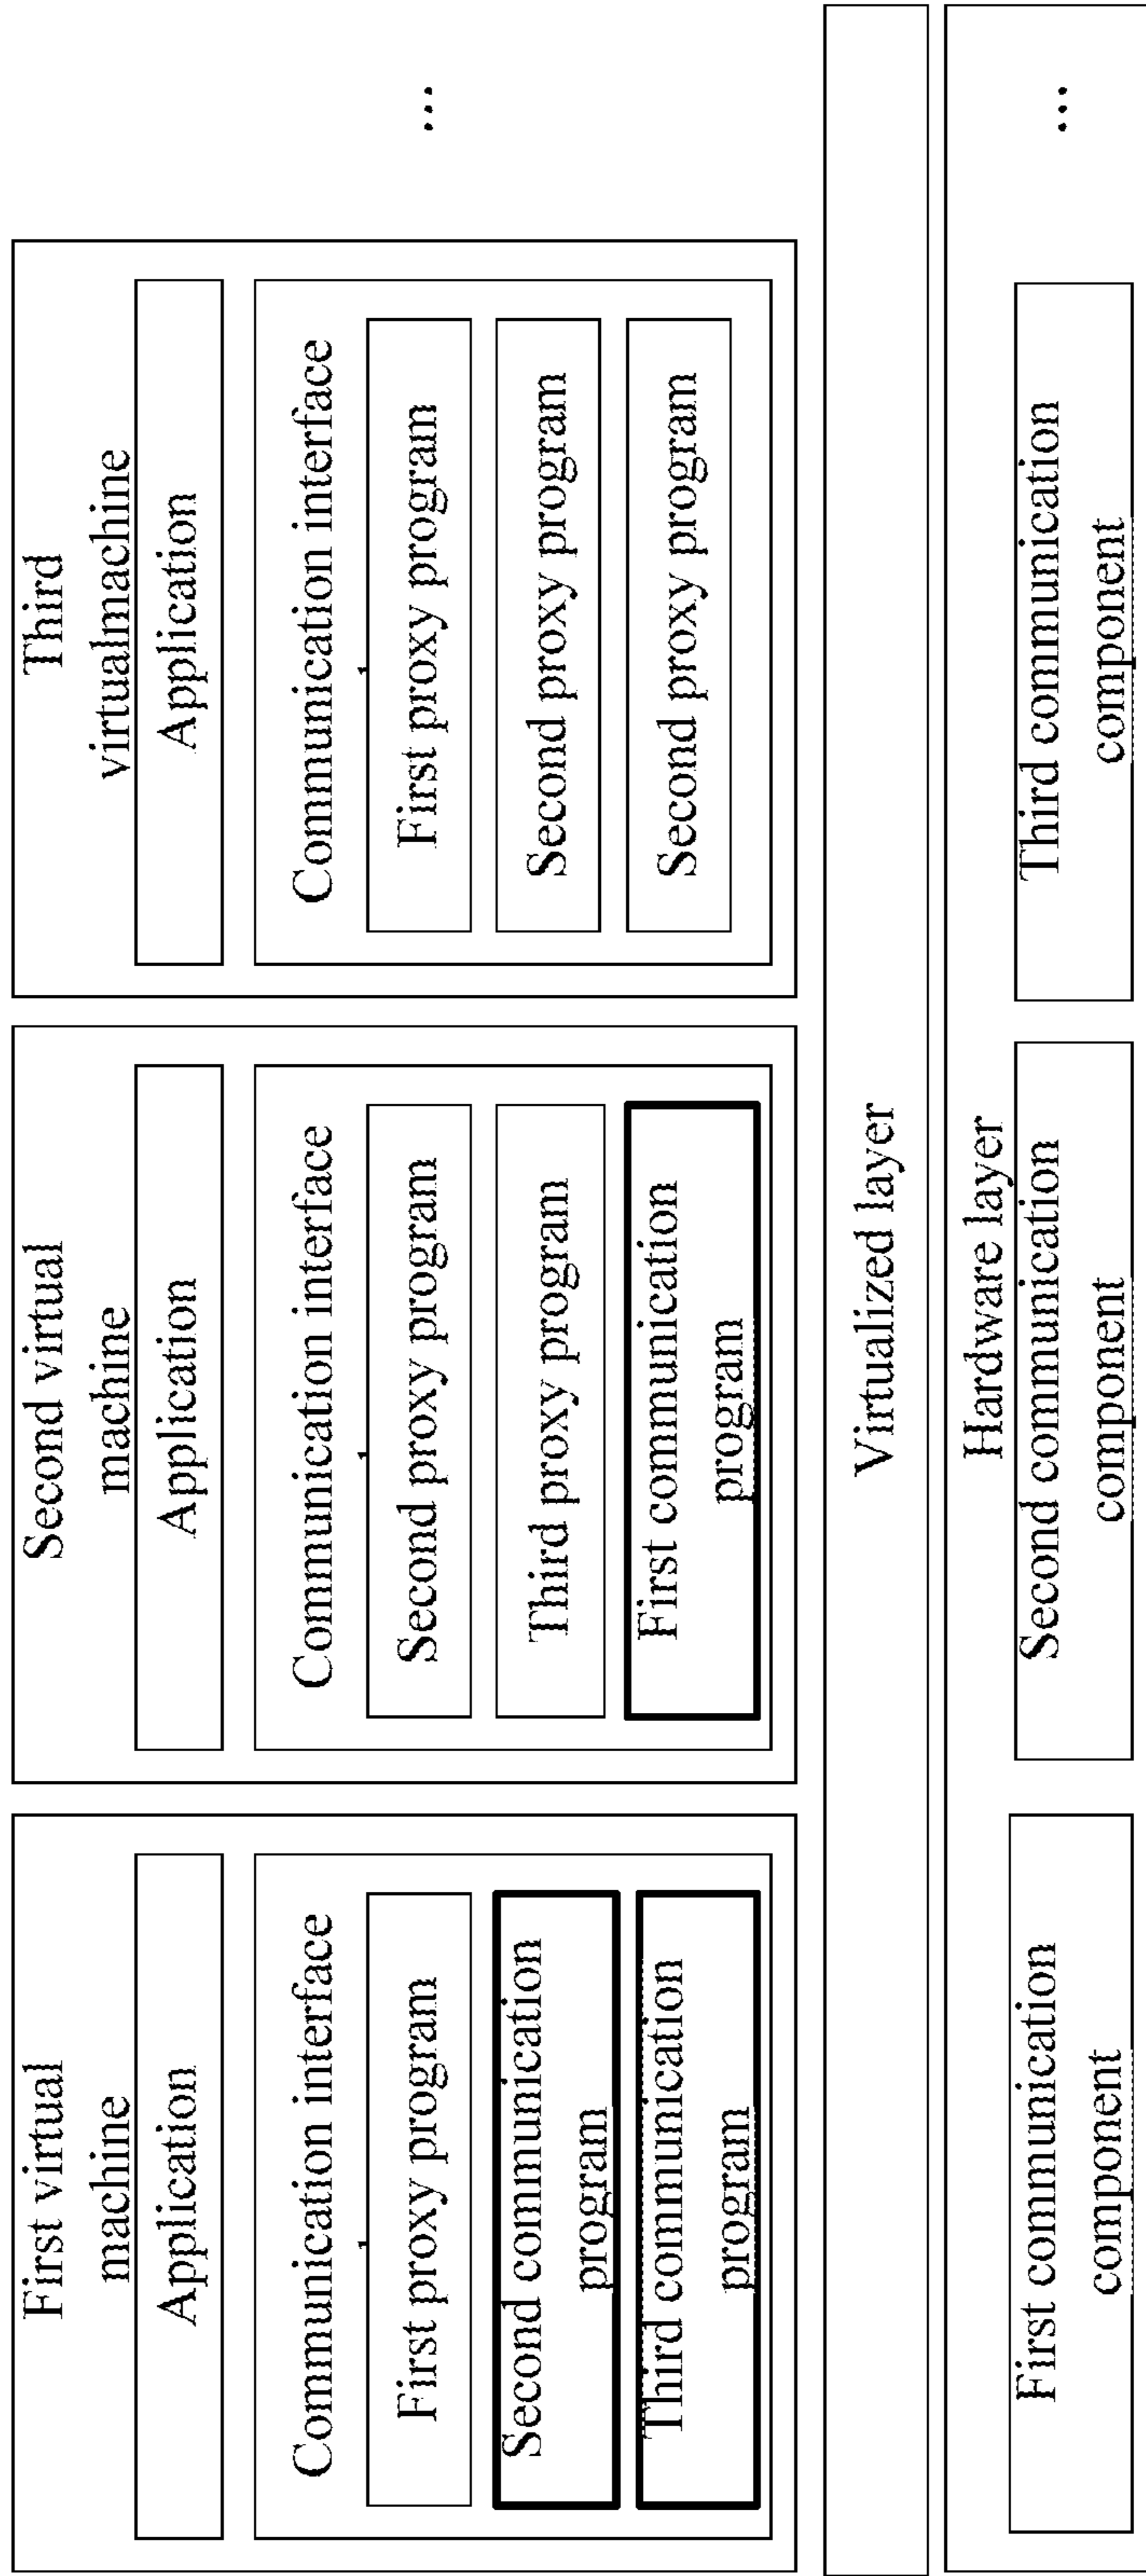 First virtual
machine
Application
Communication interface
First proxy program
Second communication
program
Third communication
program
Second virtual
machine
Application
Communication interface
Second proxy program
Third proxy program
First communication
program
Third
virtualmachine
Application
Communication interface
First proxy program
Second proxy program
Second proxy program
...
Virtualized layer
Hardware layer
First communication
component
Second communication
component
Third communication
component
...